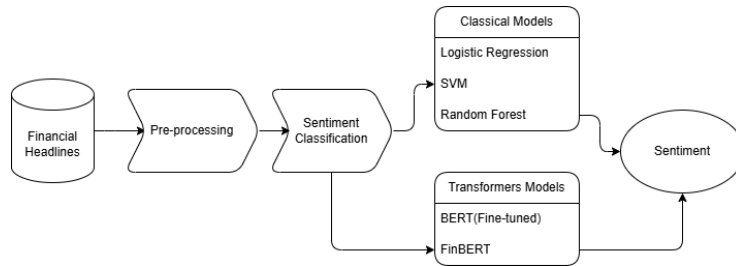 Financial
Headlines
Pre-processing
Sentiment
Classification
Classical Models
Logistic Regression
SVM
Random Forest
Transformers Models
BERT(Fine-tuned)
FinBERT
Sentiment